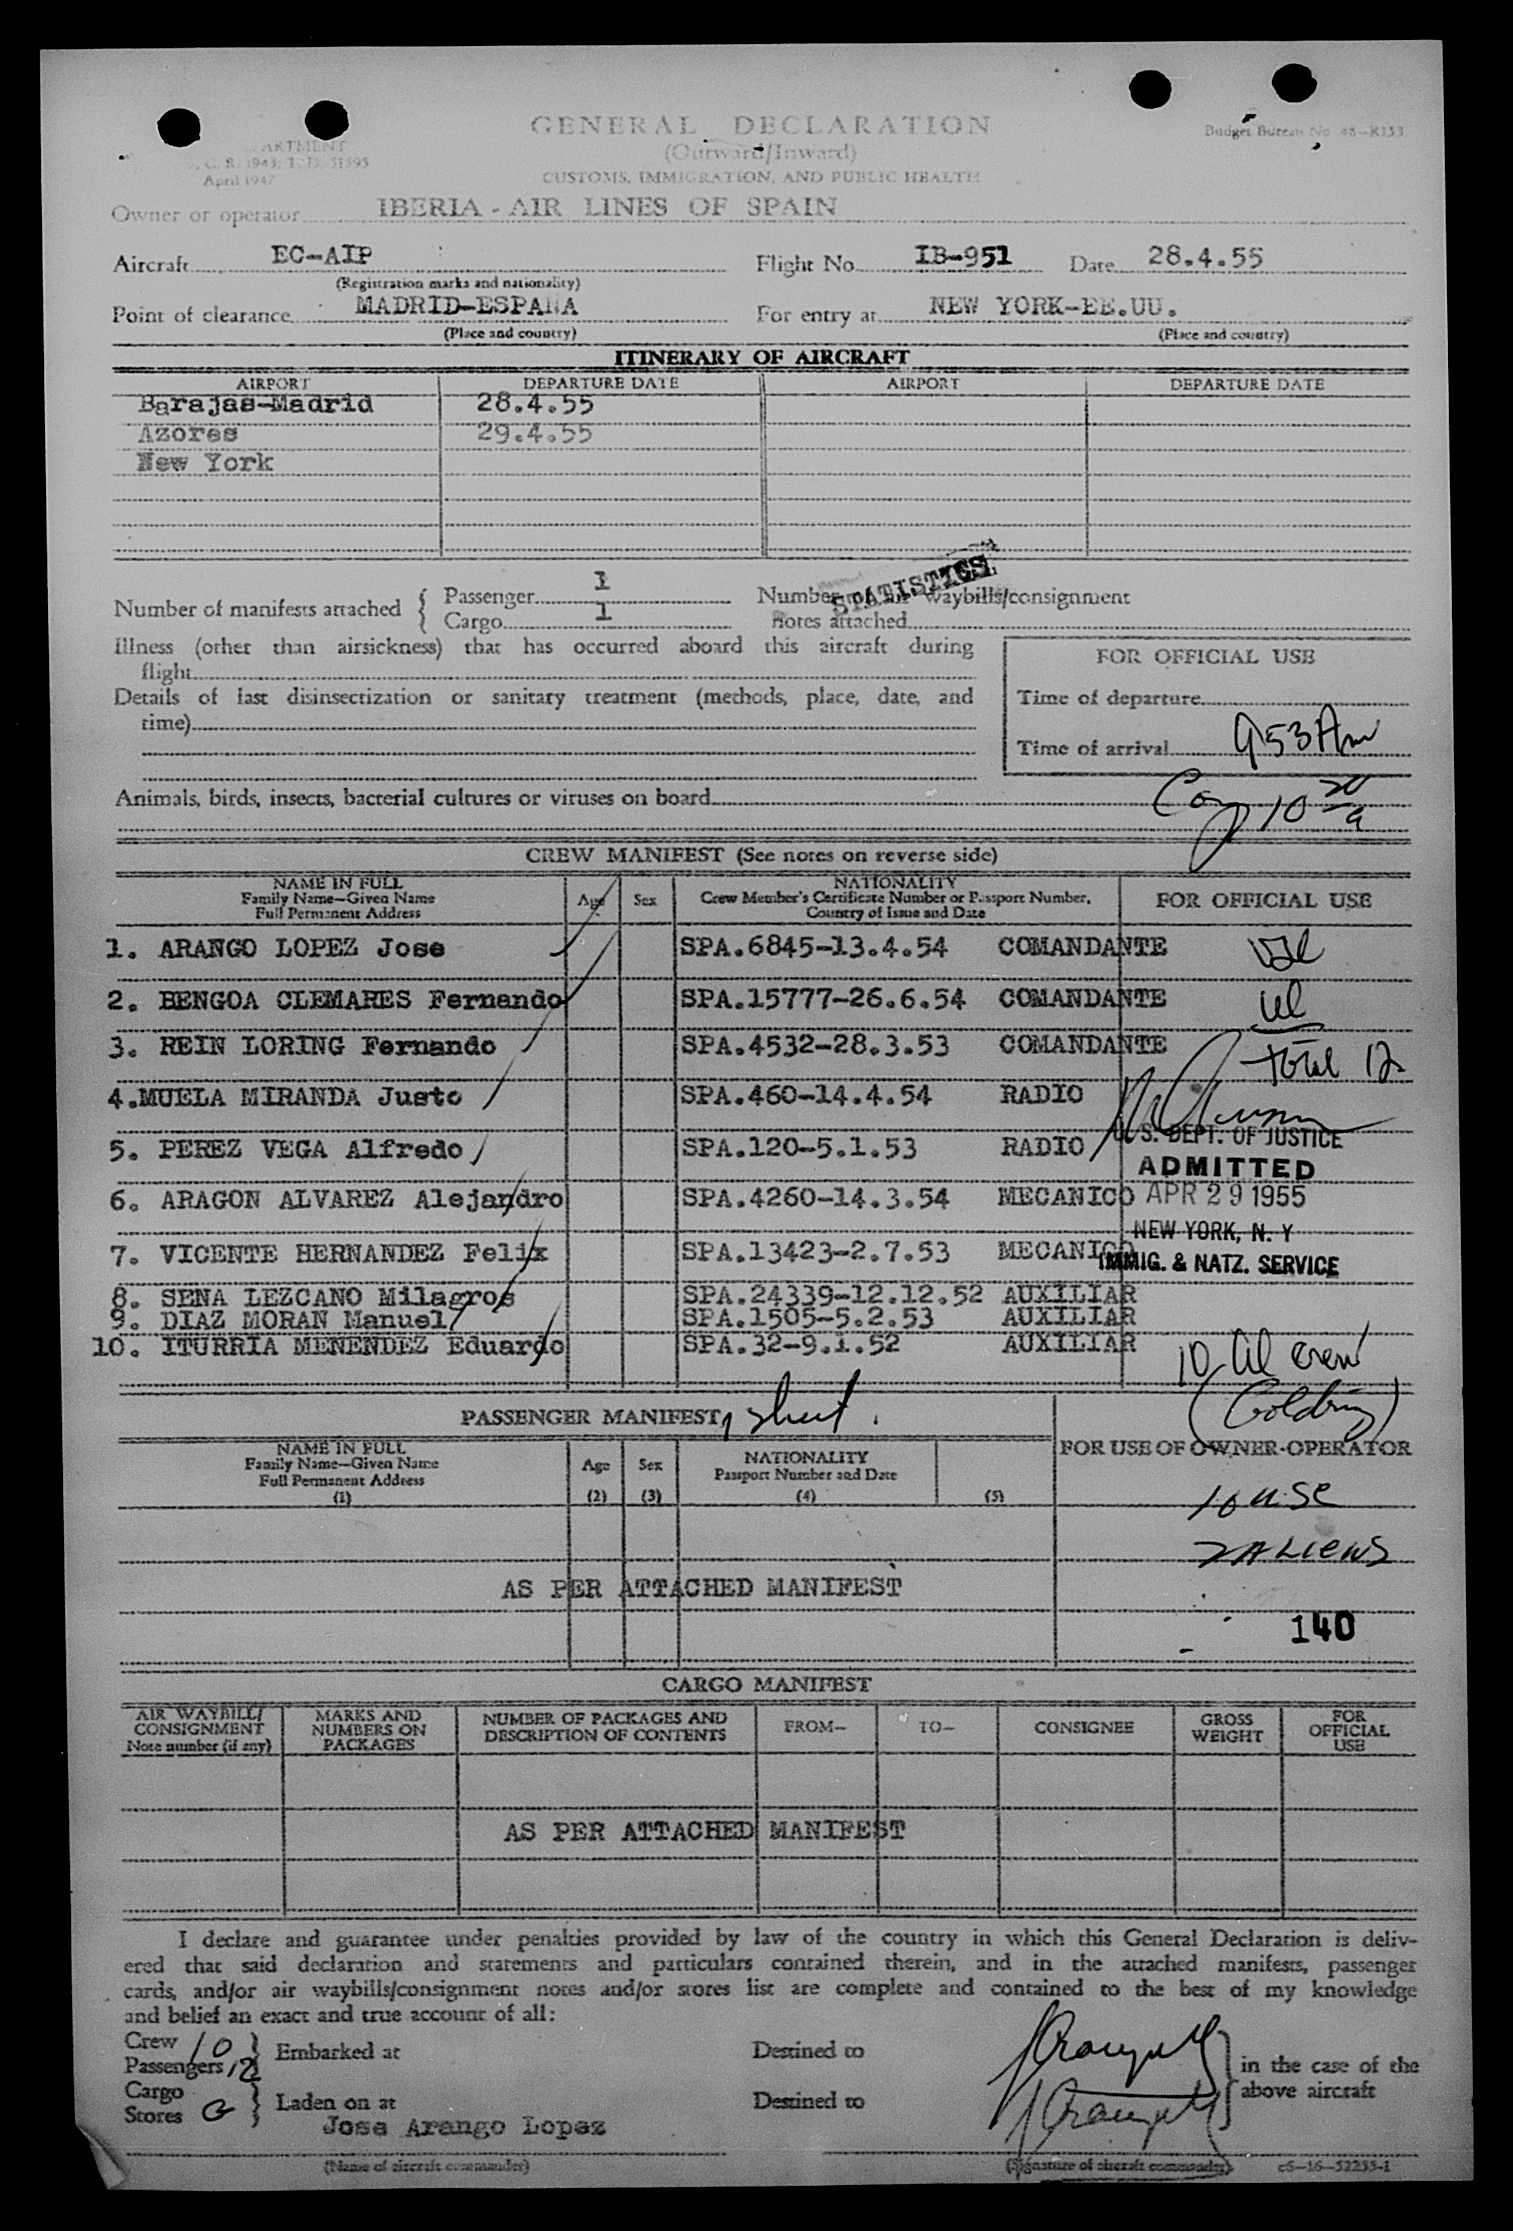 GENERAL DECLARATION
(Outward/Inward)
CUSTOMS, IMMIGRATION, AND PUBLIC HEALTH
Budget Bureau No. 48-R133
ARTMENT
C. R. 1943; T. D. 51595
April 1947
Owner or operator IBERIA - AIR LINES OF SPAIN
Aircraft EC-AIP Flight No. IB-951 Date 28.4.55
(Registration marks and nationality)
Point of clearance MADRID-ESPAÑA For entry at NEW YORK-EE.UU.
(Place and country) (Place and country)
ITINERARY OF AIRCRAFT
AIRPORT DEPARTURE DATE AIRPORT DEPARTURE DATE
Barajas-Madrid 28.4.55
Azores 29.4.55
New York
Number of manifests attached { Passenger 1
Cargo 1
Number waybills/consignment
notes attached
STATISTICS
Illness (other than airsickness) that has occurred aboard this aircraft during
flight
Details of last disinsectization or sanitary treatment (methods, place, date, and
time)
FOR OFFICIAL USE
Time of departure
Time of arrival 953 Am
Animals, birds, insects, bacterial cultures or viruses on board
CREW MANIFEST (See notes on reverse side)
NAME IN FULL
Family Name—Given Name
Full Permanent Address
Age Sex
NATIONALITY
Crew Member's Certificate Number or Passport Number,
Country of Issue and Date
FOR OFFICIAL USE
1. ARANGO LOPEZ Jose SPA.6845-13.4.54 COMANDANTE
2. BENGOA CLEMARES Fernando SPA.15777-26.6.54 COMANDANTE
3. REIN LORING Fernando SPA.4532-28.3.53 COMANDANTE
total 12
4.MUELA MIRANDA Justo SPA.460-14.4.54 RADIO
5. PEREZ VEGA Alfredo SPA.120-5.1.53 RADIO
6. ARAGON ALVAREZ Alejandro SPA.4260-14.3.54 MECANICO
7. VICENTE HERNANDEZ Felix SPA.13423-2.7.53 MECANICO
8. SENA LEZCANO Milagros SPA.24339-12.12.52 AUXILIAR
9. DIAZ MORAN Manuel SPA.1505-5.2.53 AUXILIAR
10. ITURRIA MENENDEZ Eduardo SPA.32-9.1.52 AUXILIAR
U. S. DEPT. OF JUSTICE
ADMITTED
APR 29 1955
NEW YORK, N. Y
IMMIG. & NATZ. SERVICE
10 crew
PASSENGER MANIFEST, 1 sheet.
NAME IN FULL
Family Name—Given Name
Full Permanent Address
(1)
Age
(2)
Sex
(3)
NATIONALITY
Passport Number and Date
(4)
(5)
FOR USE OF OWNER-OPERATOR
10 USC
2 ALIENS
AS PER ATTACHED MANIFEST
140
CARGO MANIFEST
AIR WAYBILL/
CONSIGNMENT
Note number (if any)
MARKS AND
NUMBERS ON
PACKAGES
NUMBER OF PACKAGES AND
DESCRIPTION OF CONTENTS
FROM—
TO—
CONSIGNEE
GROSS
WEIGHT
FOR
OFFICIAL
USE
AS PER ATTACHED MANIFEST
I declare and guarantee under penalties provided by law of the country in which this General Declaration is deliv-
ered that said declaration and statements and particulars contained therein, and in the attached manifests, passenger
cards, and/or air waybills/consignment notes and/or stores list are complete and contained to the best of my knowledge
and belief an exact and true account of all:
Crew 10
Passengers 12
} Embarked at Destined to
Cargo
Stores
} Laden on at Destined to
} in the case of the
above aircraft
Jose Arango Lopez
(Name of aircraft commander) (Signature of aircraft commander) c5—16—52255-1